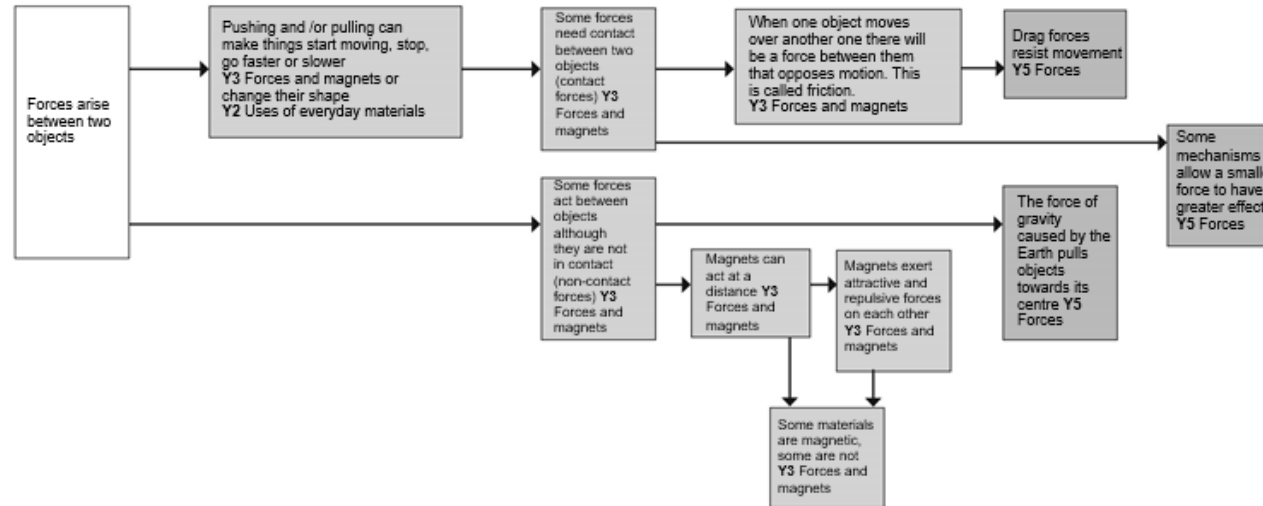 Forces arise
between two
objects
Pushing and /or pulling can
make things start moving, stop,
go faster or slower
Y3 Forces and magnets or
change their shape
Y2 Uses of everyday materials
Some forces
need contact
between two
objects
(contact
forces) Y3
Forces and
magnets
When one object moves
over another one there will
be a force between them
that opposes motion. This
is called friction.
Y3 Forces and magnets
Drag forces
resist movement
Y5 Forces
Some
mechanisms
allow a small
force to have
greater effect
Y5 Forces
Some forces
act between
objects
although
they are not
in contact
(non-contact
forces) Y3
Forces and
magnets
Magnets can
act at a
distance Y3
Forces and
magnets
Magnets exert
attractive and
repulsive forces
on each other
Y3 Forces and
magnets
The force of
gravity
caused by the
Earth pulls
objects
towards its
centre Y5
Forces
Some materials
are magnetic,
some are not
Y3 Forces and
magnets